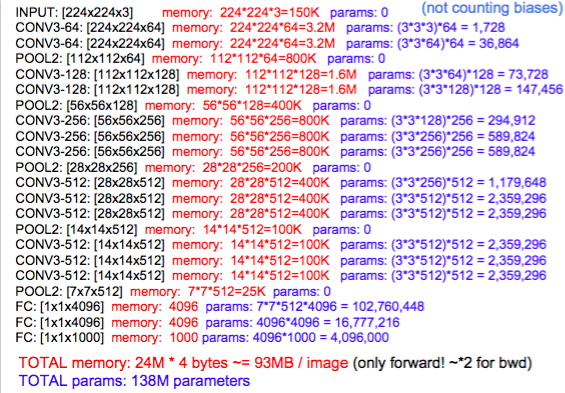 (not counting biases)
INPUT: [224x224x3] memory: 224*224*3=150K params: 0
CONV3-64: [224x224x64] memory: 224*224*64=3.2M params: (3*3*3)*64 = 1,728
CONV3-64: [224x224x64] memory: 224*224*64=3.2M params: (3*3*64)*64 = 36,864
POOL2: [112x112x64] memory: 112*112*64=800K params: 0
CONV3-128: [112x112x128] memory: 112*112*128=1.6M params: (3*3*64)*128 = 73,728
CONV3-128: [112x112x128] memory: 112*112*128=1.6M params: (3*3*128)*128 = 147,456
POOL2: [56x56x128] memory: 56*56*128=400K params: 0
CONV3-256: [56x56x256] memory: 56*56*256=800K params: (3*3*128)*256 = 294,912
CONV3-256: [56x56x256] memory: 56*56*256=800K params: (3*3*256)*256 = 589,824
CONV3-256: [56x56x256] memory: 56*56*256=800K params: (3*3*256)*256 = 589,824
POOL2: [28x28x256] memory: 28*28*256=200K params: 0
CONV3-512: [28x28x512] memory: 28*28*512=400K params: (3*3*256)*512 = 1,179,648
CONV3-512: [28x28x512] memory: 28*28*512=400K params: (3*3*512)*512 = 2,359,296
CONV3-512: [28x28x512] memory: 28*28*512=400K params: (3*3*512)*512 = 2,359,296
POOL2: [14x14x512] memory: 14*14*512=100K params: 0
CONV3-512: [14x14x512] memory: 14*14*512=100K params: (3*3*512)*512 = 2,359,296
CONV3-512: [14x14x512] memory: 14*14*512=100K params: (3*3*512)*512 = 2,359,296
CONV3-512: [14x14x512] memory: 14*14*512=100K params: (3*3*512)*512 = 2,359,296
POOL2: [7x7x512] memory: 7*7*512=25K params: 0
FC: [1x1x4096] memory: 4096 params: 7*7*512*4096 = 102,760,448
FC: [1x1x4096] memory: 4096 params: 4096*4096 = 16,777,216
FC: [1x1x1000] memory: 1000 params: 4096*1000 = 4,096,000
TOTAL memory: 24M * 4 bytes ~= 93MB / image (only forward! ~*2 for bwd)
TOTAL params: 138M parameters